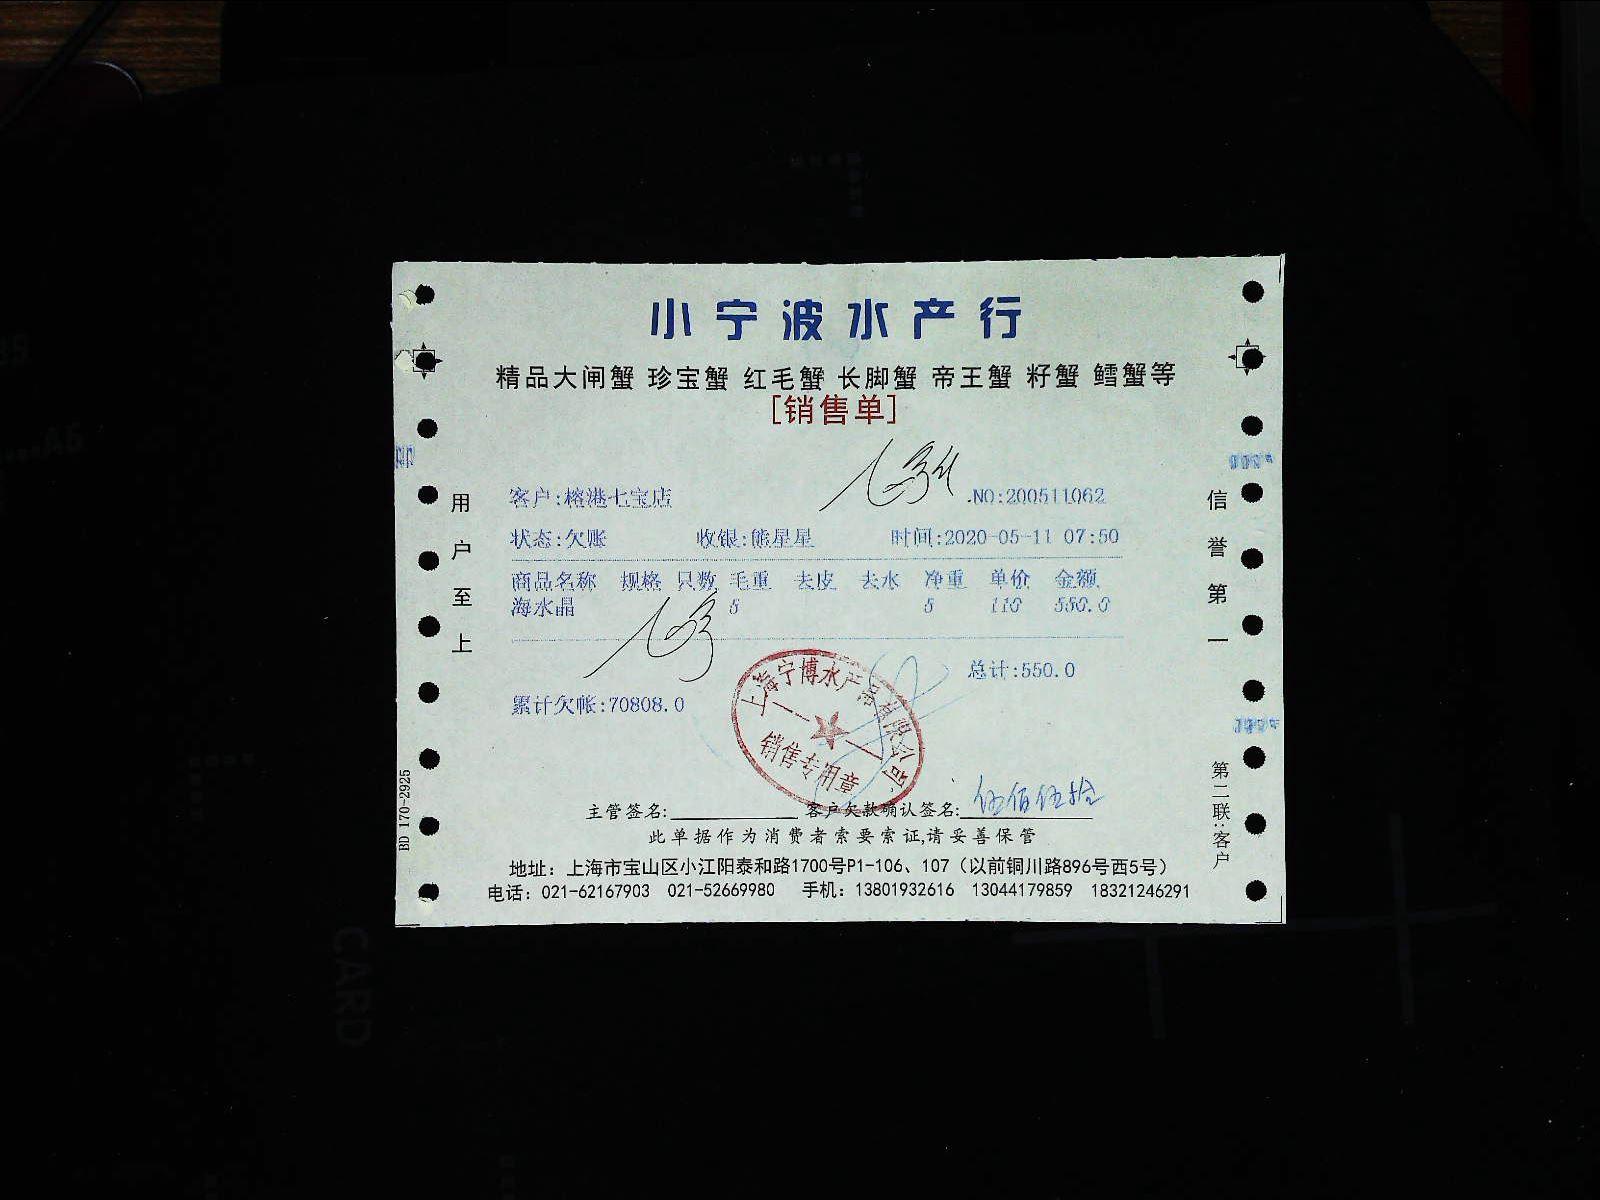 小宁波水产行
精品大闸蟹 珍宝蟹 红毛蟹 长脚蟹 帝王蟹 籽蟹 鳕蟹等
[销售单]
客户:榕港七宝店 NO:200511062
状态:欠账 收银:熊星星 时间:2020-05-11 07:50
商品名称 规格 只数 毛重 去皮 去水 净重 单价 金额
海水晶 5 5 110 550.0
总计:550.0
累计欠帐:70808.0
上海宁博水产品有限公司
销售专用章
主管签名: 客户欠款确认签名: 伍佰伍拾
此单据作为消费者索要索证,请妥善保管
地址：上海市宝山区小江阳泰和路1700号P1-106、107（以前铜川路896号西5号）
电话：021-62167903 021-52669980 手机：13801932616 13044179859 18321246291
用户至上
信誉第一
第二联:客户
BD 170-2925
CARD